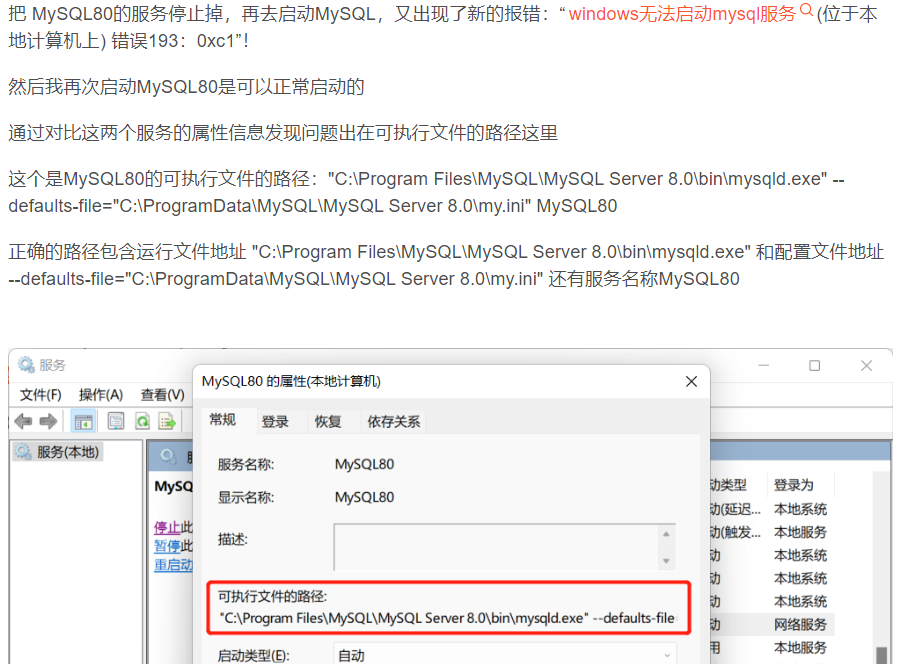 把 MySQL80的服务停止掉，再去启动MySQL，又出现了新的报错：“windows无法启动mysql服务 (位于本
地计算机上) 错误193：0xc1”！
然后我再次启动MySQL80是可以正常启动的
通过对比这两个服务的属性信息发现问题出在可执行文件的路径这里
这个是MySQL80的可执行文件的路径："C:\Program Files\MySQL\MySQL Server 8.0\bin\mysqld.exe" --
defaults-file="C:\ProgramData\MySQL\MySQL Server 8.0\my.ini" MySQL80
正确的路径包含运行文件地址 "C:\Program Files\MySQL\MySQL Server 8.0\bin\mysqld.exe" 和配置文件地址
--defaults-file="C:\ProgramData\MySQL\MySQL Server 8.0\my.ini" 还有服务名称MySQL80
服务
文件(F) 操作(A) 查看(V)
服务(本地)
MySQ
停止此
暂停此
重启动
MySQL80 的属性(本地计算机)
常规 登录 恢复 依存关系
服务名称: MySQL80
显示名称: MySQL80
描述:
可执行文件的路径:
"C:\Program Files\MySQL\MySQL Server 8.0\bin\mysqld.exe" --defaults-file
启动类型(E): 自动
动类型 登录为
动(延迟... 本地系统
动(触发... 本地服务
动 本地系统
动 本地系统
动 本地系统
动 网络服务
用 本地服务